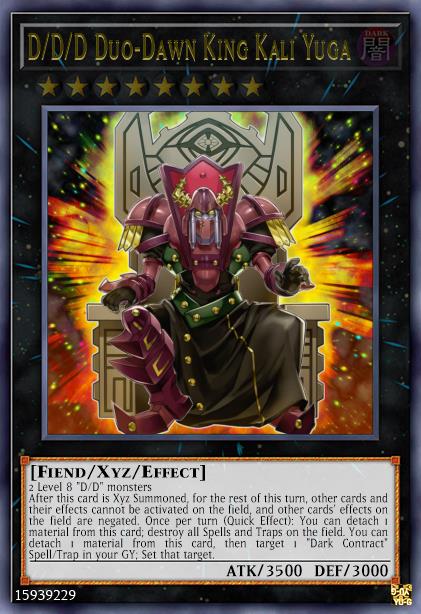 D/D/D Duo-Dawn King Kali Yuga
DARK
闇
[Fiend/Xyz/Effect]
2 Level 8 "D/D" monsters
After this card is Xyz Summoned, for the rest of this turn, other cards and
their effects cannot be activated on the field, and other cards' effects on
the field are negated. Once per turn (Quick Effect): You can detach 1
material from this card; destroy all Spells and Traps on the field. You can
detach 1 material from this card, then target 1 "Dark Contract"
Spell/Trap in your GY; Set that target.
ATK/3500 DEF/3000
15939229